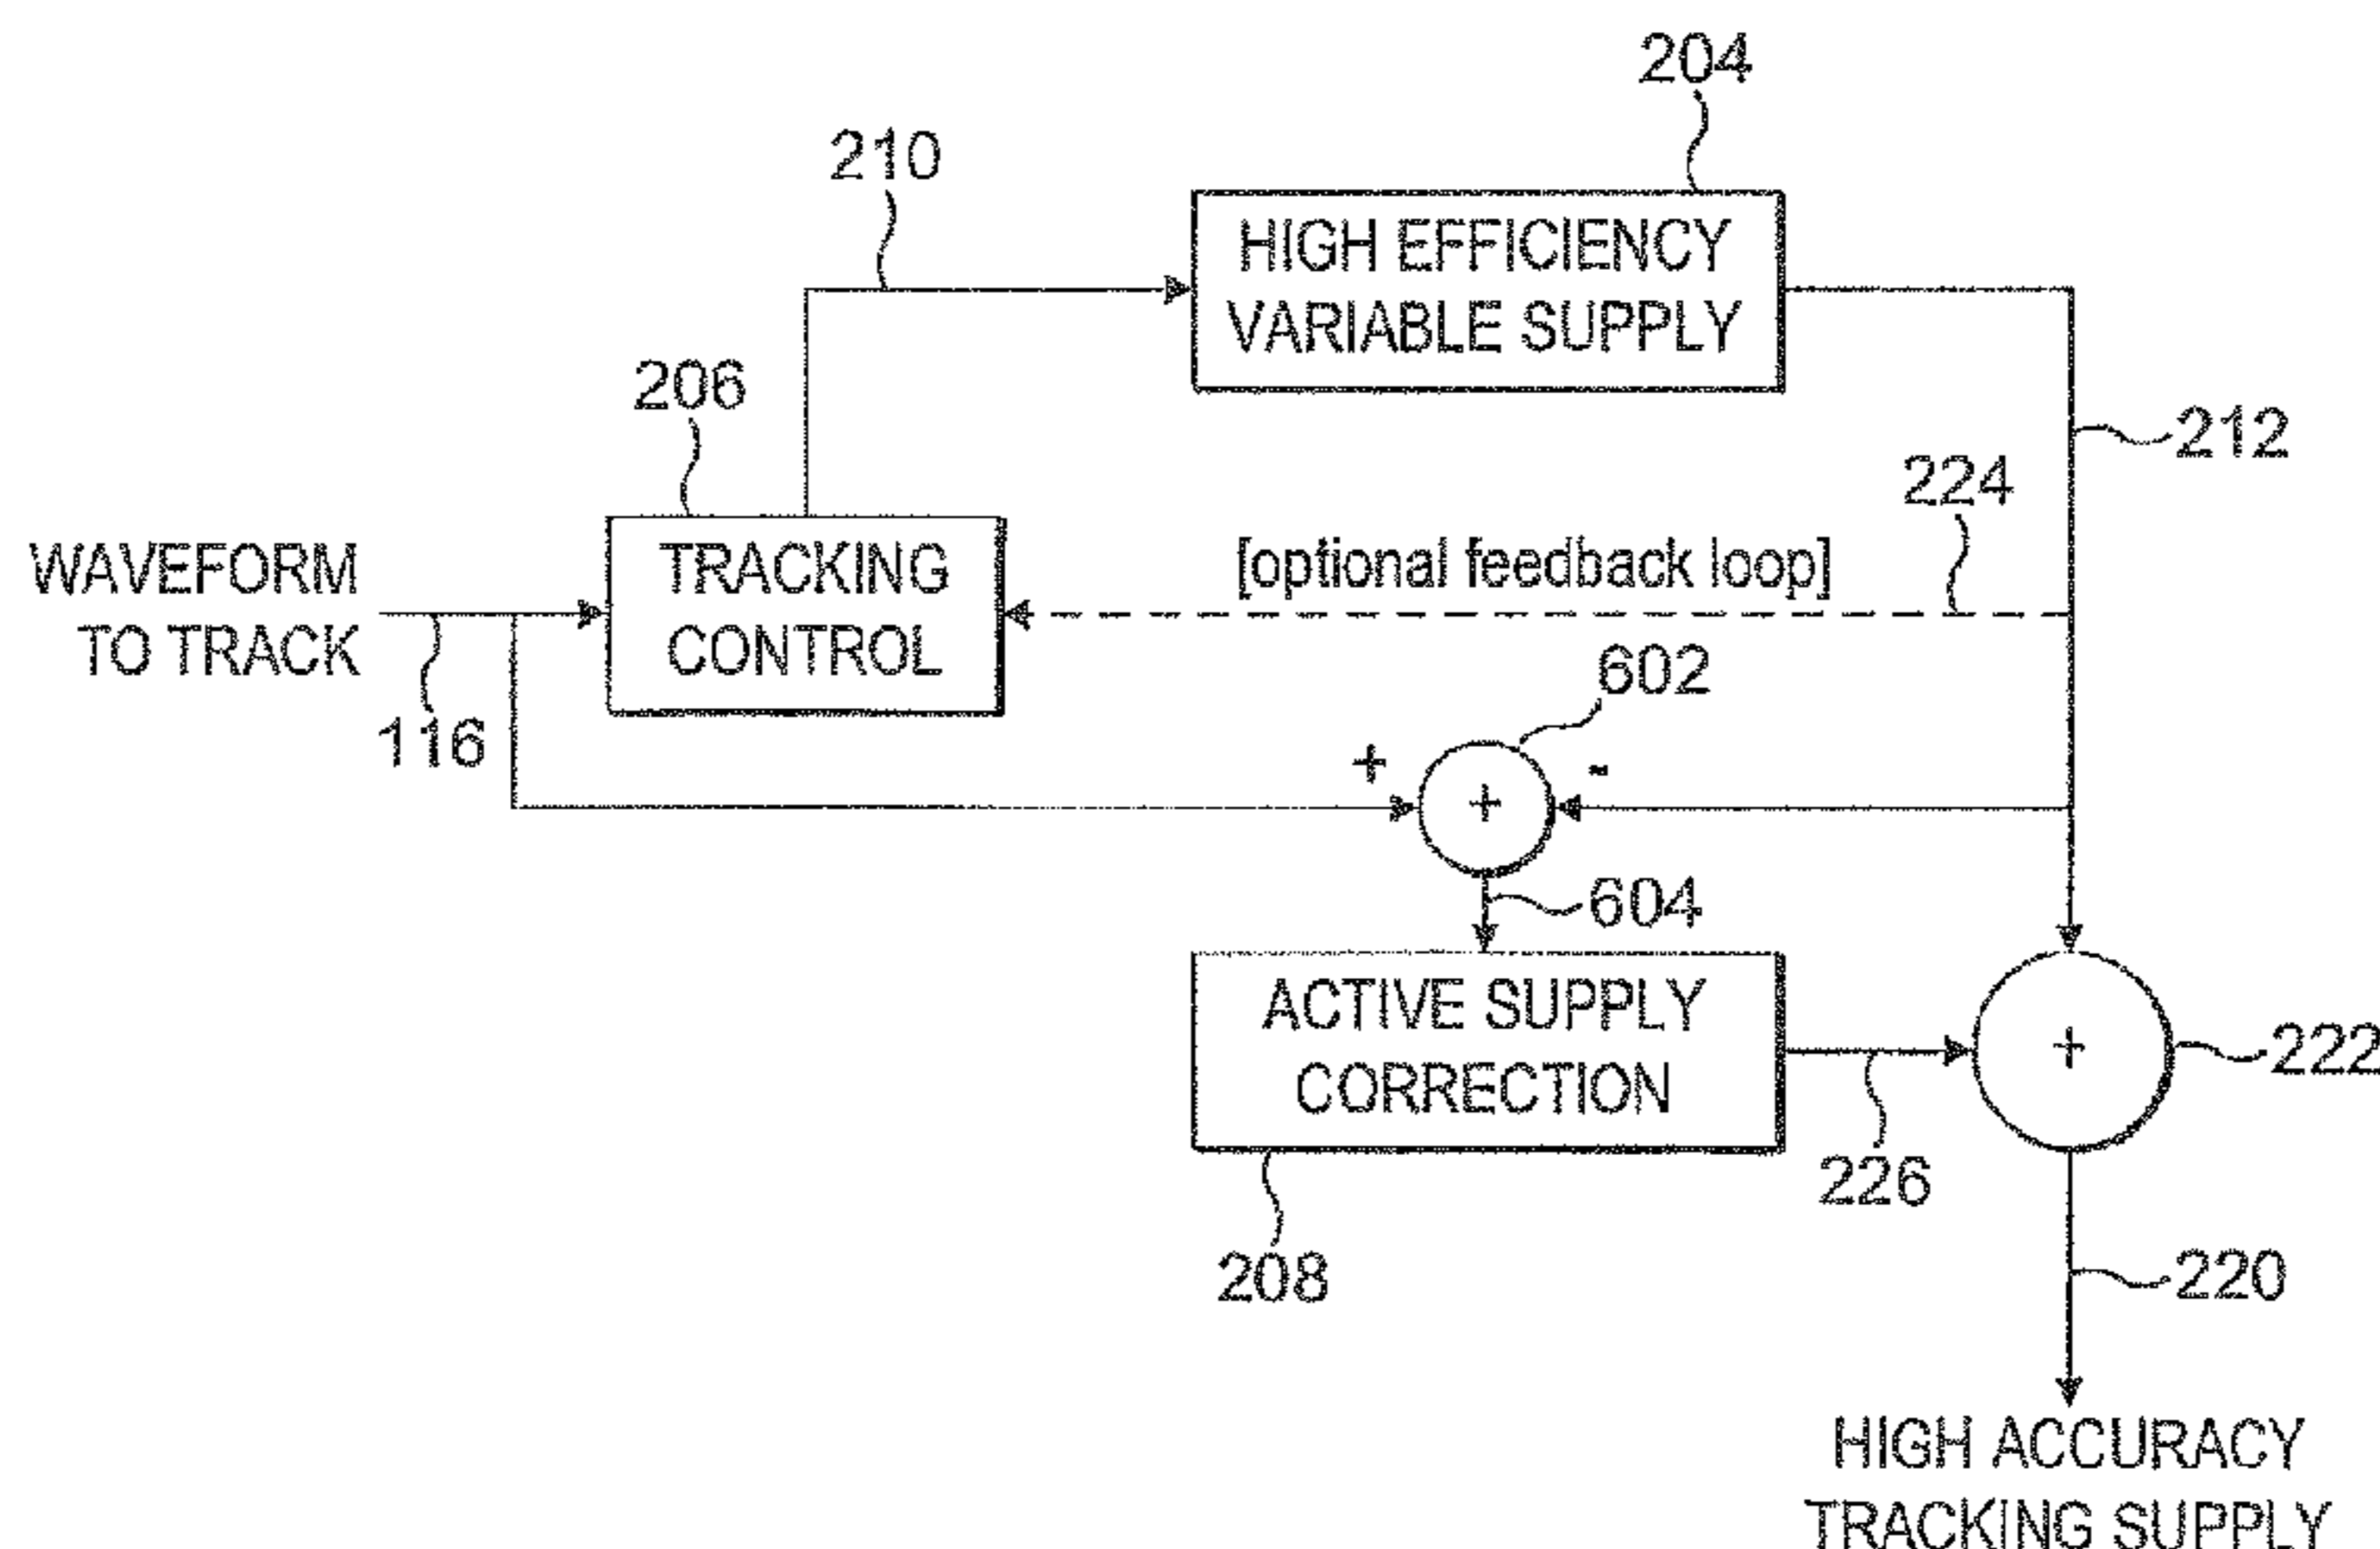 204
210
HIGH EFFICIENCY
VARIABLE SUPPLY
206
212
224
WAVEFORM
TO TRACK
TRACKING
CONTROL
[optional feedback loop]
602
116
+
-
+
604
ACTIVE SUPPLY
CORRECTION
+
222
226
208
220
HIGH ACCURACY
TRACKING SUPPLY